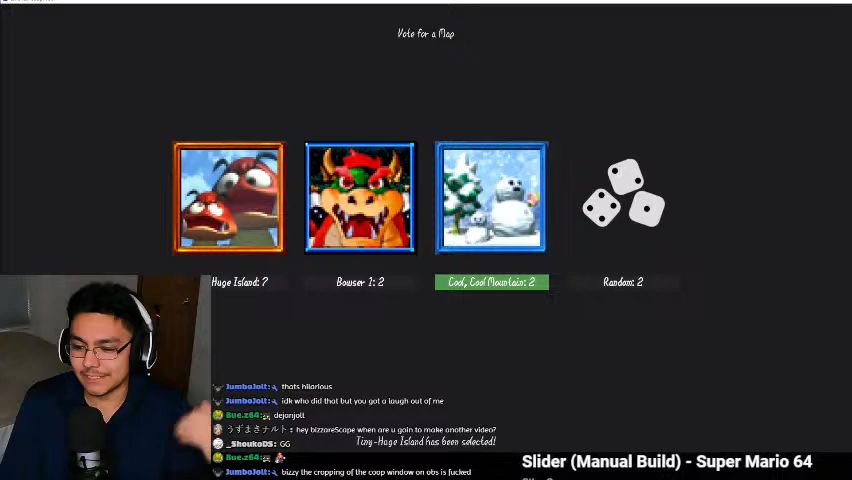 Vote for a Map
Huge Island: 7
Bowser 1: 2
Cool, Cool Mountain: 2
Random: 2
JumboJolt: thats hilarious
JumboJolt: idk who did that but you got a laugh out of me
Bue.z64: dejanjolt
うずまきナルト: hey bizzareScape when are u goin to make another video?
_ShoukoDS: GG
Tiny-Huge Island has been selected!
Bue.z64:
JumboJolt: bizzy the cropping of the coop window on obs is fucked
Slider (Manual Build) - Super Mario 64